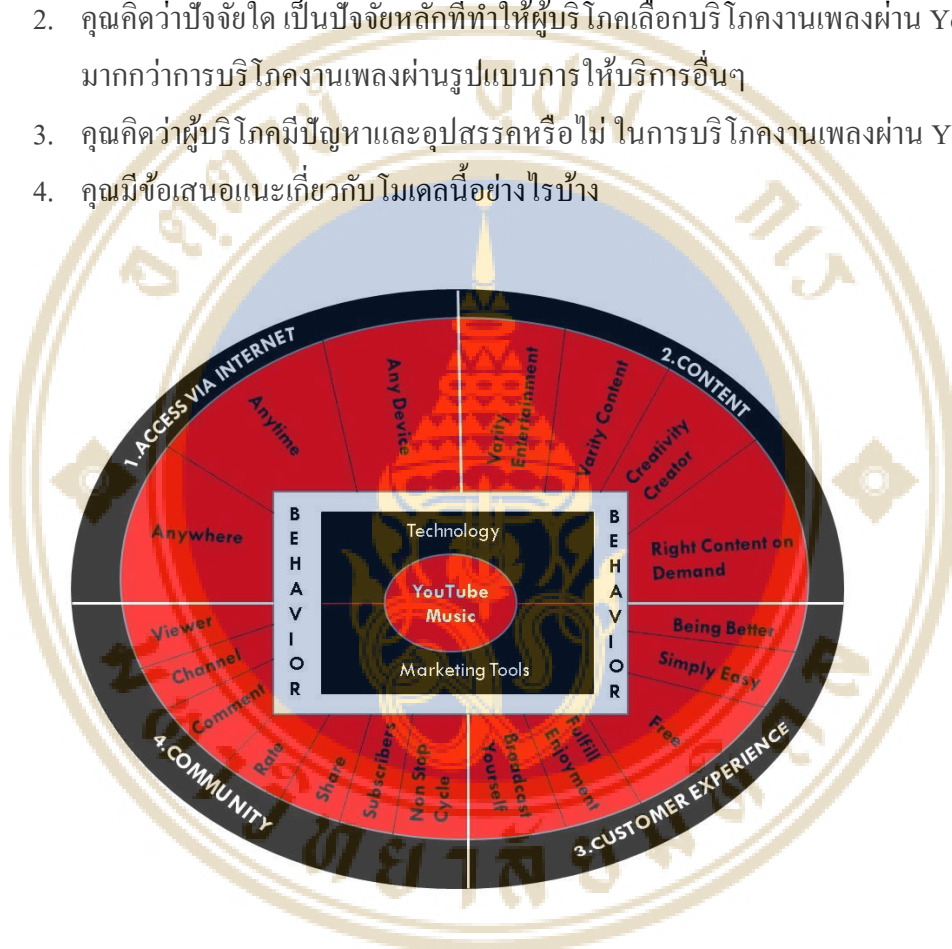 2. คุณคิดว่าปัจจัยใด เป็นปัจจัยหลักที่ทำให้ผู้บริโภคเลือกบริโภคงานเพลงผ่าน
มากกว่าการบริโภคงานเพลงผ่านรูปแบบการให้บริการอื่นๆ
3. คุณคิดว่าผู้บริโภคมีปัญหาและอุปสรรคหรือไม่ ในการบริโภคงานเพลงผ่าน Y
4. คุณมีข้อเสนอแนะเกี่ยวกับโมเดลนี้อย่างไรบ้าง
1.ACCESS VIA INTERNET
Anywhere
Anytime
Any Device
2.CONTENT
Varity
Entertainment
Varity Content
Creativity
Creator
Right Content on
Demand
BEHAVIOR
Technology
YouTube
Music
Marketing Tools
BEHAVIOR
3.CUSTOMER EXPERIENCE
Being Better
Simply Easy
Free
Fulfill
Enjoyment
Broadcast
Yourself
4.COMMUNITY
Viewer
Channel
Comment
Rate
Share
Subscribers
Non Stop
Cycle